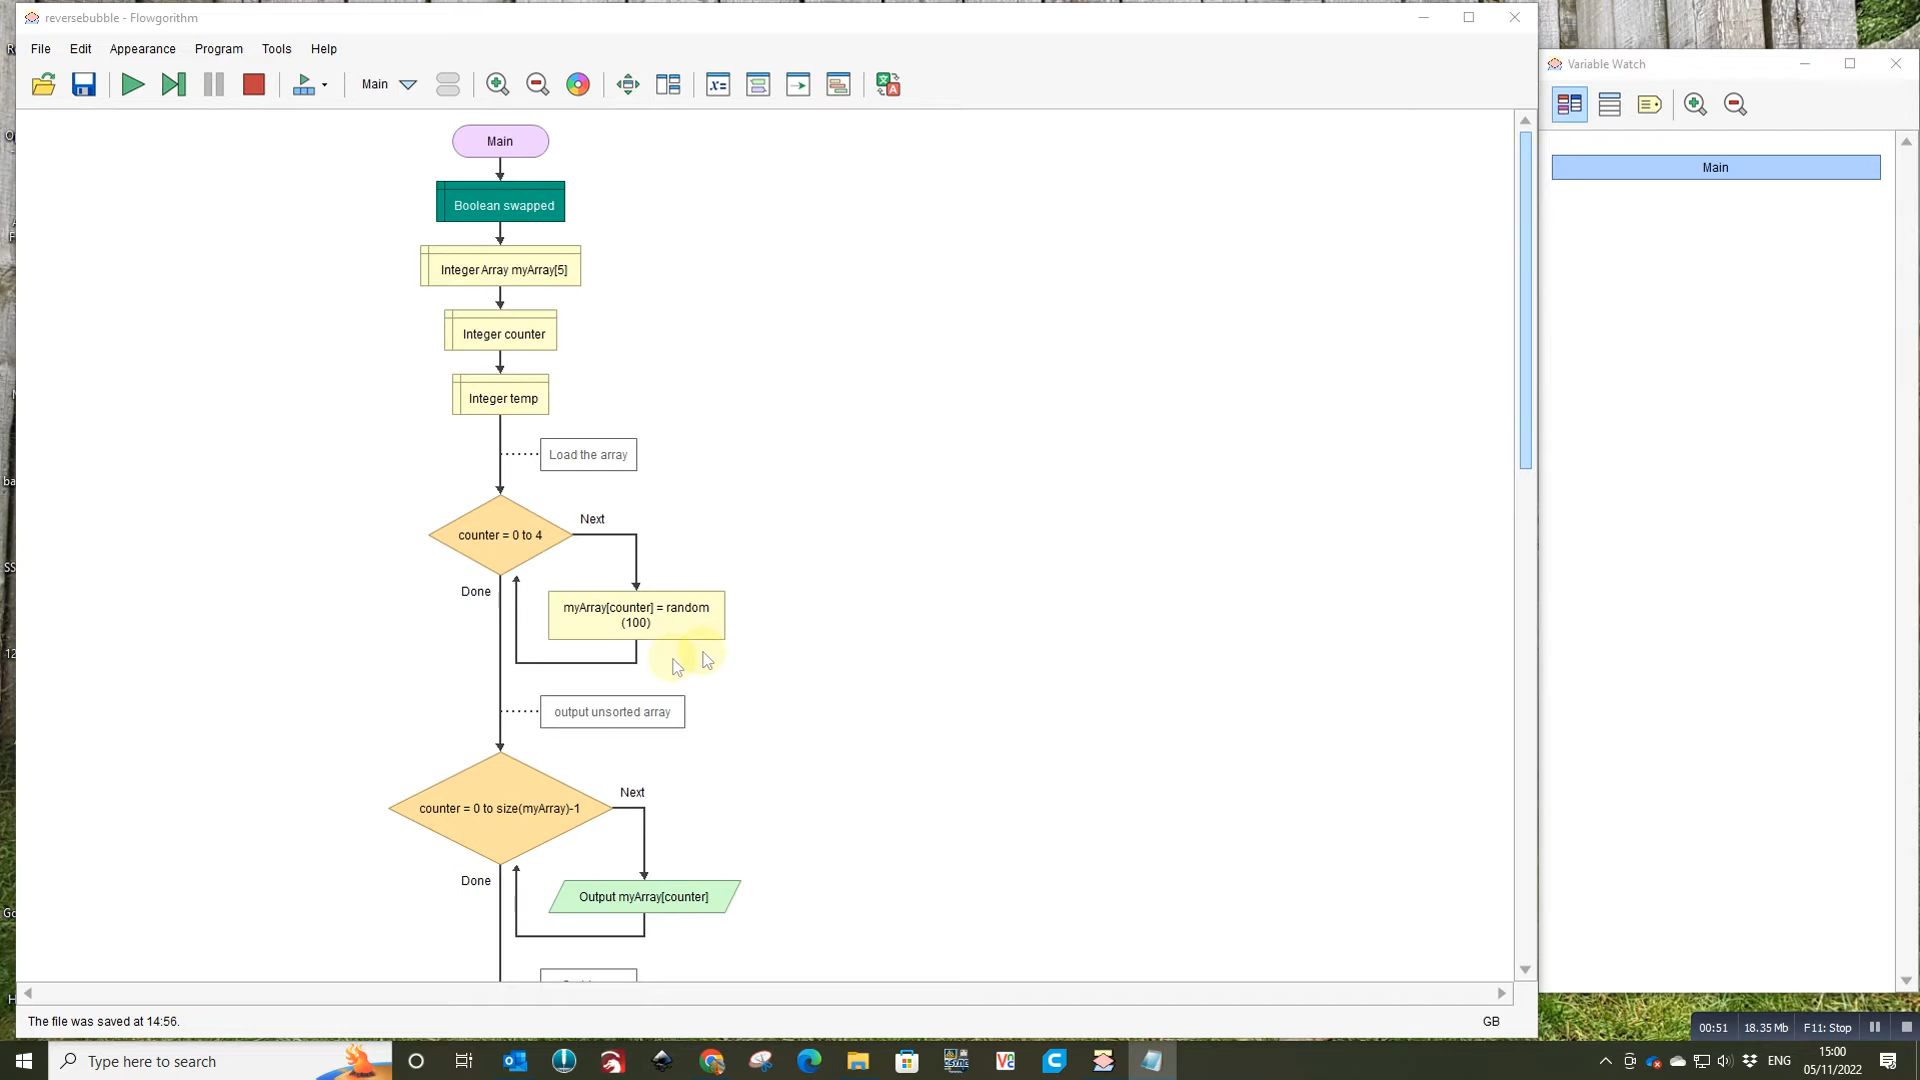 reversebubble - Flowgorithm
File Edit Appearance Program Tools Help
Main
Main
Boolean swapped
Integer Array myArray[5]
Integer counter
Integer temp
Load the array
counter = 0 to 4
Next
Done
myArray[counter] = random
(100)
output unsorted array
counter = 0 to size(myArray)-1
Next
Done
Output myArray[counter]
The file was saved at 14:56.
GB
Variable Watch
Main
00:51 18.35 Mb F11: Stop
Type here to search
ENG
15:00
05/11/2022